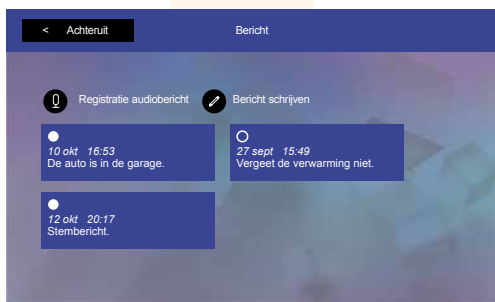 < Achteruit
Bericht
Registratie audiobericht
Bericht schrijven
10 okt 16:53
De auto is in de garage.
27 sept 15:49
Vergeet de verwarming niet.
12 okt 20:17
Stembericht.